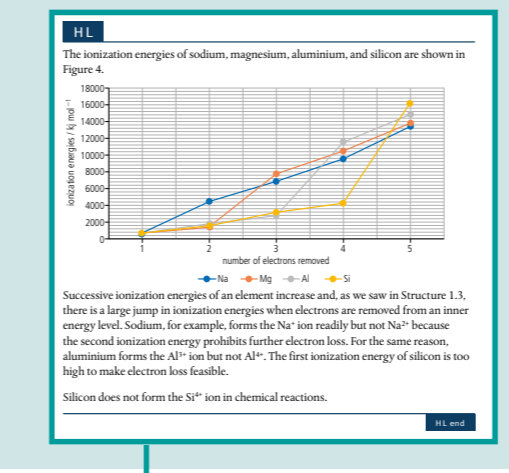 HL
The ionization energies of sodium, magnesium, aluminium, and silicon are shown in
Figure 4.
ionization energies / kj mol⁻¹
18000
16000
14000
12000
10000
8000
6000
4000
2000
0
1 2 3 4 5
number of electrons removed
Na Mg Al Si
Successive ionization energies of an element increase and, as we saw in Structure 1.3,
there is a large jump in ionization energies when electrons are removed from an inner
energy level. Sodium, for example, forms the Na⁺ ion readily but not Na²⁺ because
the second ionization energy prohibits further electron loss. For the same reason,
aluminium forms the Al³⁺ ion but not Al⁴⁺. The first ionization energy of silicon is too
high to make electron loss feasible.
Silicon does not form the Si⁴⁺ ion in chemical reactions.
HL end